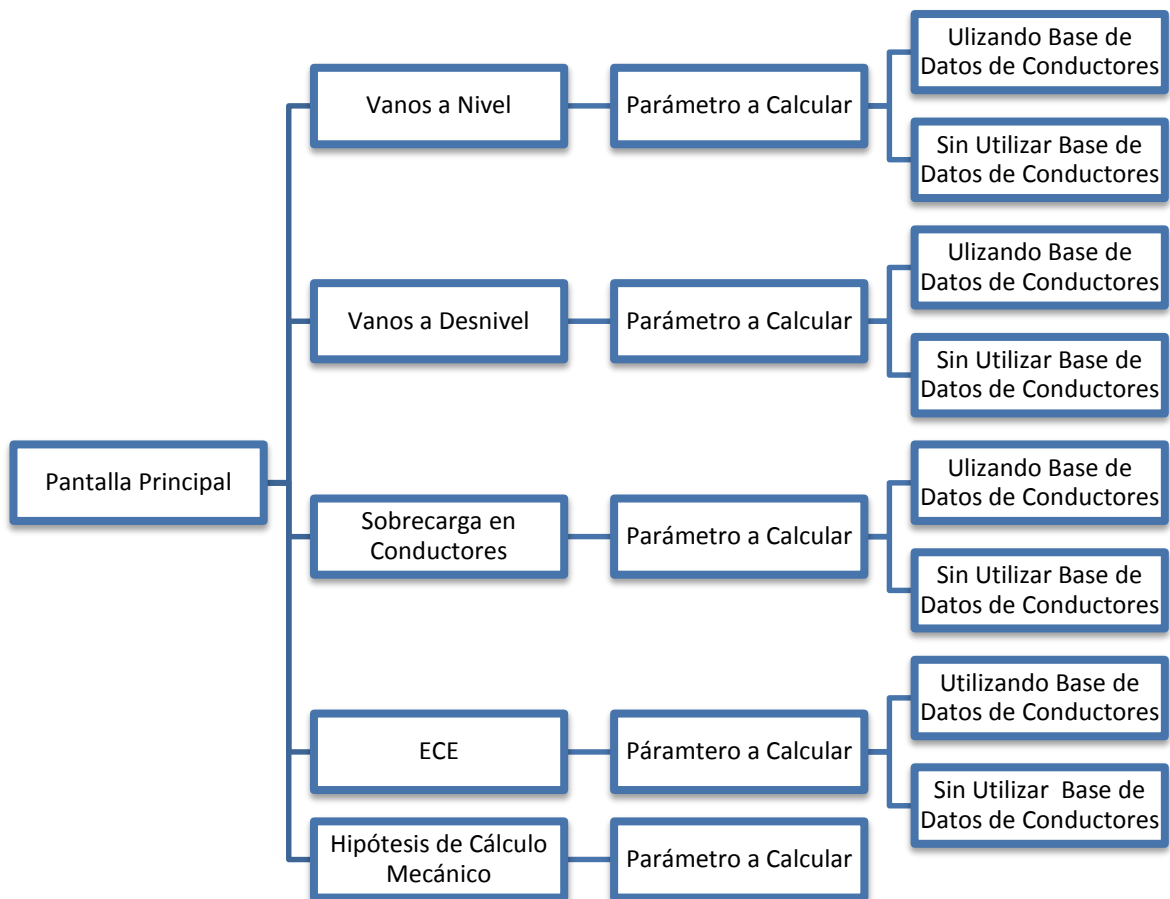 Pantalla Principal
Vanos a Nivel
Parámetro a Calcular
Ulizando Base de
Datos de Conductores
Sin Utilizar Base de
Datos de Conductores
Vanos a Desnivel
Parámetro a Calcular
Ulizando Base de
Datos de Conductores
Sin Utilizar Base de
Datos de Conductores
Sobrecarga en
Conductores
Parámetro a Calcular
Ulizando Base de
Datos de Conductores
Sin Utilizar Base de
Datos de Conductores
ECE
Páramtero a Calcular
Utilizando Base de
Datos de Conductores
Sin Utilizar  Base de
Datos de Conductores
Hipótesis de Cálculo
Mecánico
Parámetro a Calcular